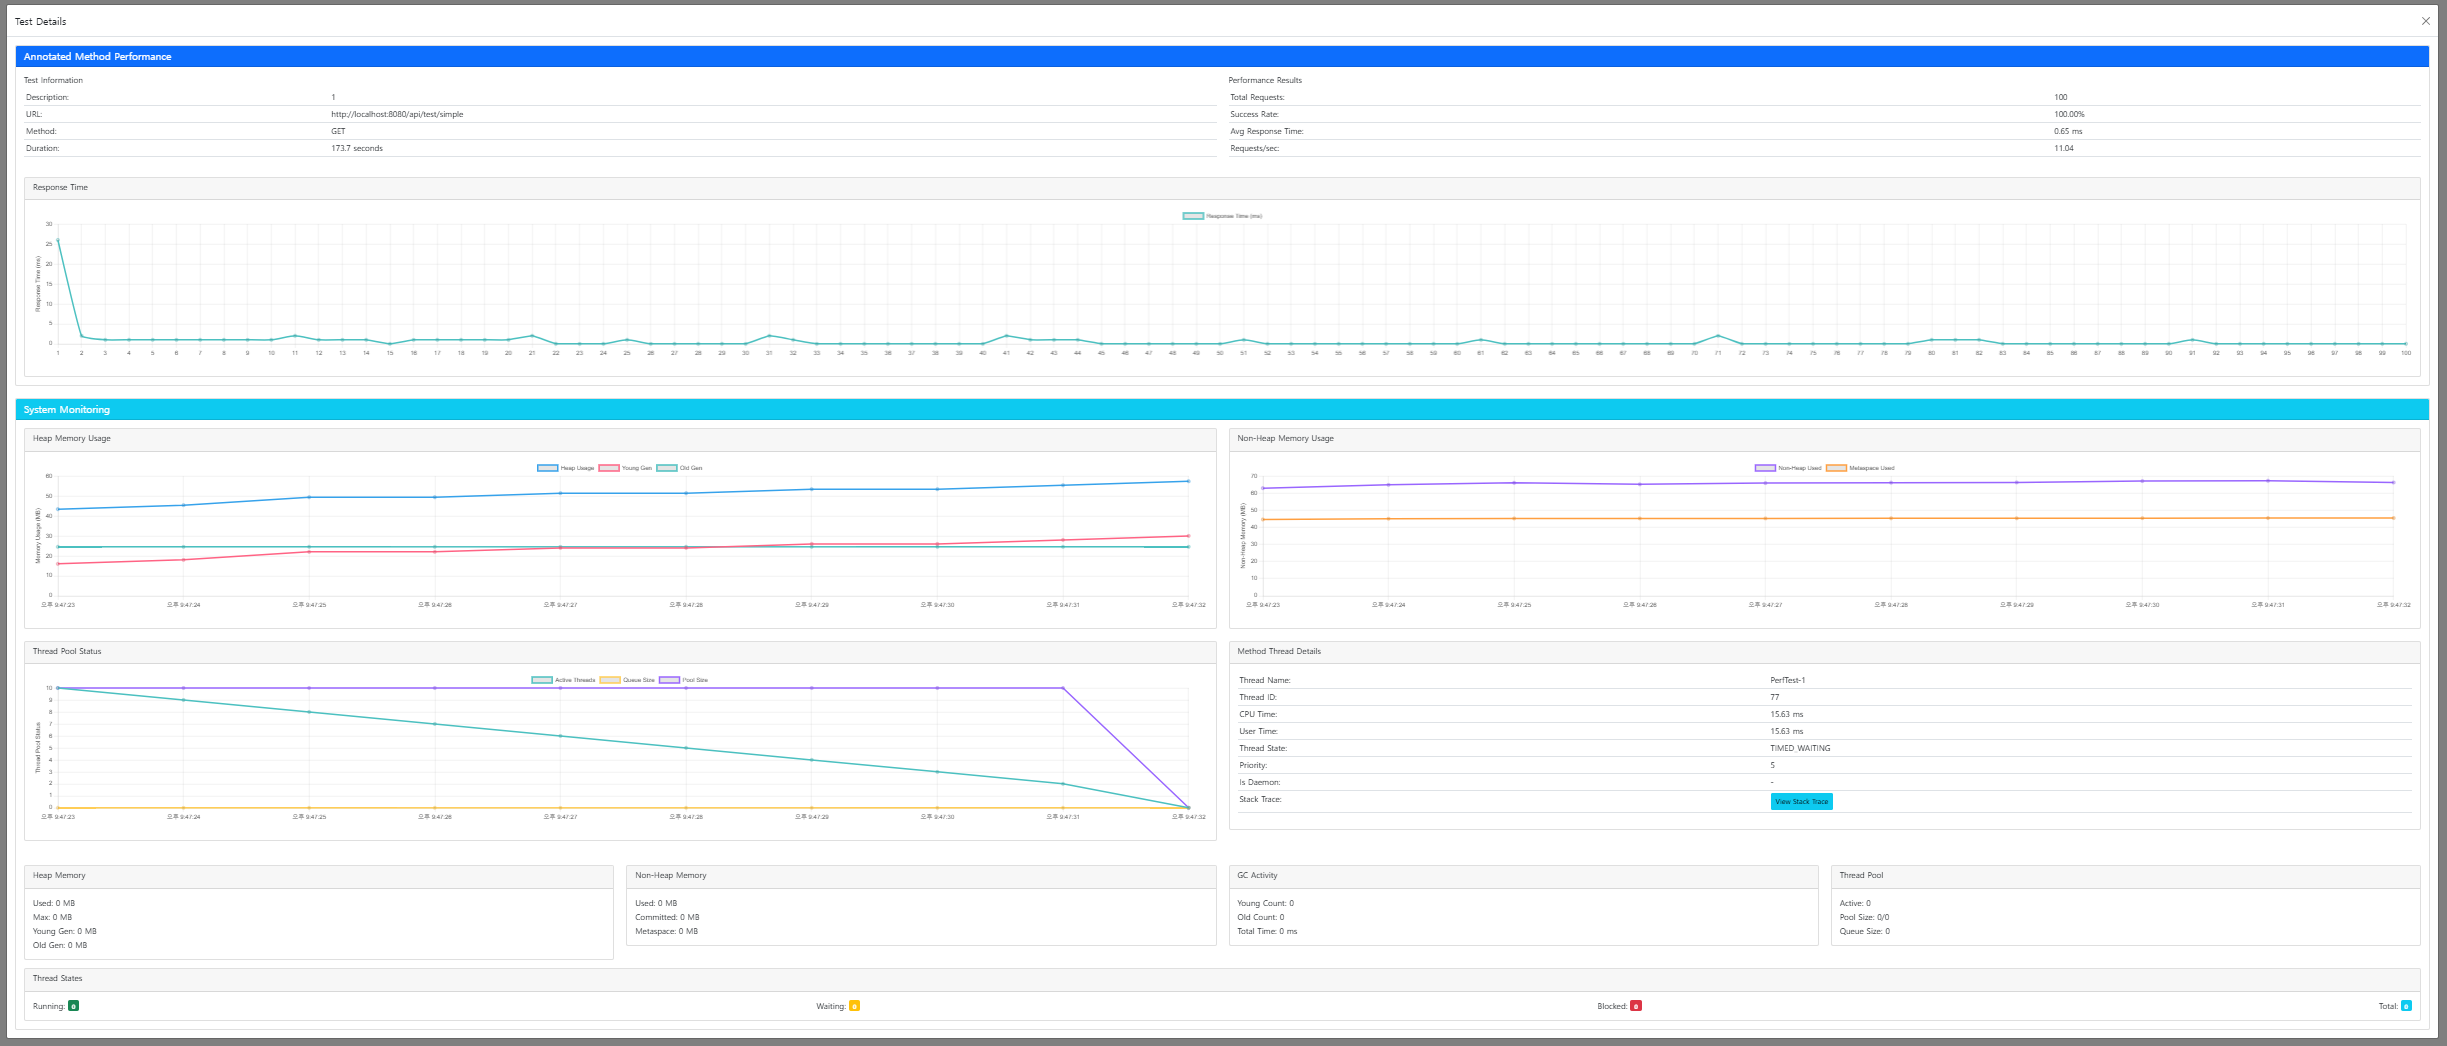 Test Details
Annotated Method Performance
Test Information
Description: 1
URL: http://localhost:8080/api/test/simple
Method: GET
Duration: 173.7 seconds
Performance Results
Total Requests: 100
Success Rate: 100.00%
Avg Response Time: 0.65 ms
Requests/sec: 11.04
Response Time
Response Time (ms)
Response Time (ms)
30
25
20
15
10
5
0
1 2 3 4 5 6 7 8 9 10 11 12 13 14 15 16 17 18 19 20 21 22 23 24 25 26 27 28 29 30 31 32 33 34 35 36 37 38 39 40 41 42 43 44 45 46 47 48 49 50 51 52 53 54 55 56 57 58 59 60 61 62 63 64 65 66 67 68 69 70 71 72 73 74 75 76 77 78 79 80 81 82 83 84 85 86 87 88 89 90 91 92 93 94 95 96 97 98 99 100
System Monitoring
Heap Memory Usage
Heap Usage Young Gen Old Gen
Memory Usage (MB)
60
50
40
30
20
10
0
오후 9:47:23 오후 9:47:24 오후 9:47:25 오후 9:47:26 오후 9:47:27 오후 9:47:28 오후 9:47:29 오후 9:47:30 오후 9:47:31 오후 9:47:32
Non-Heap Memory Usage
Non-Heap Used Metaspace Used
Non-Heap Memory (MB)
70
60
50
40
30
20
10
0
오후 9:47:23 오후 9:47:24 오후 9:47:25 오후 9:47:26 오후 9:47:27 오후 9:47:28 오후 9:47:29 오후 9:47:30 오후 9:47:31 오후 9:47:32
Thread Pool Status
Active Threads Queue Size Pool Size
Thread Pool Status
10
9
8
7
6
5
4
3
2
1
0
오후 9:47:23 오후 9:47:24 오후 9:47:25 오후 9:47:26 오후 9:47:27 오후 9:47:28 오후 9:47:29 오후 9:47:30 오후 9:47:31 오후 9:47:32
Method Thread Details
Thread Name: PerfTest-1
Thread ID: 77
CPU Time: 15.63 ms
User Time: 15.63 ms
Thread State: TIMED_WAITING
Priority: 5
Is Daemon: -
Stack Trace: View Stack Trace
Heap Memory
Used: 0 MB
Max: 0 MB
Young Gen: 0 MB
Old Gen: 0 MB
Non-Heap Memory
Used: 0 MB
Committed: 0 MB
Metaspace: 0 MB
GC Activity
Young Count: 0
Old Count: 0
Total Time: 0 ms
Thread Pool
Active: 0
Pool Size: 0/0
Queue Size: 0
Thread States
Running: 0 Waiting: 0 Blocked: 0 Total: 0